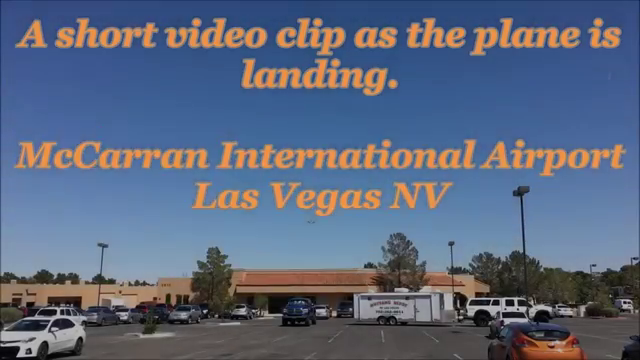 A short video clip as the plane is
landing.
McCarran International Airport
Las Vegas NV